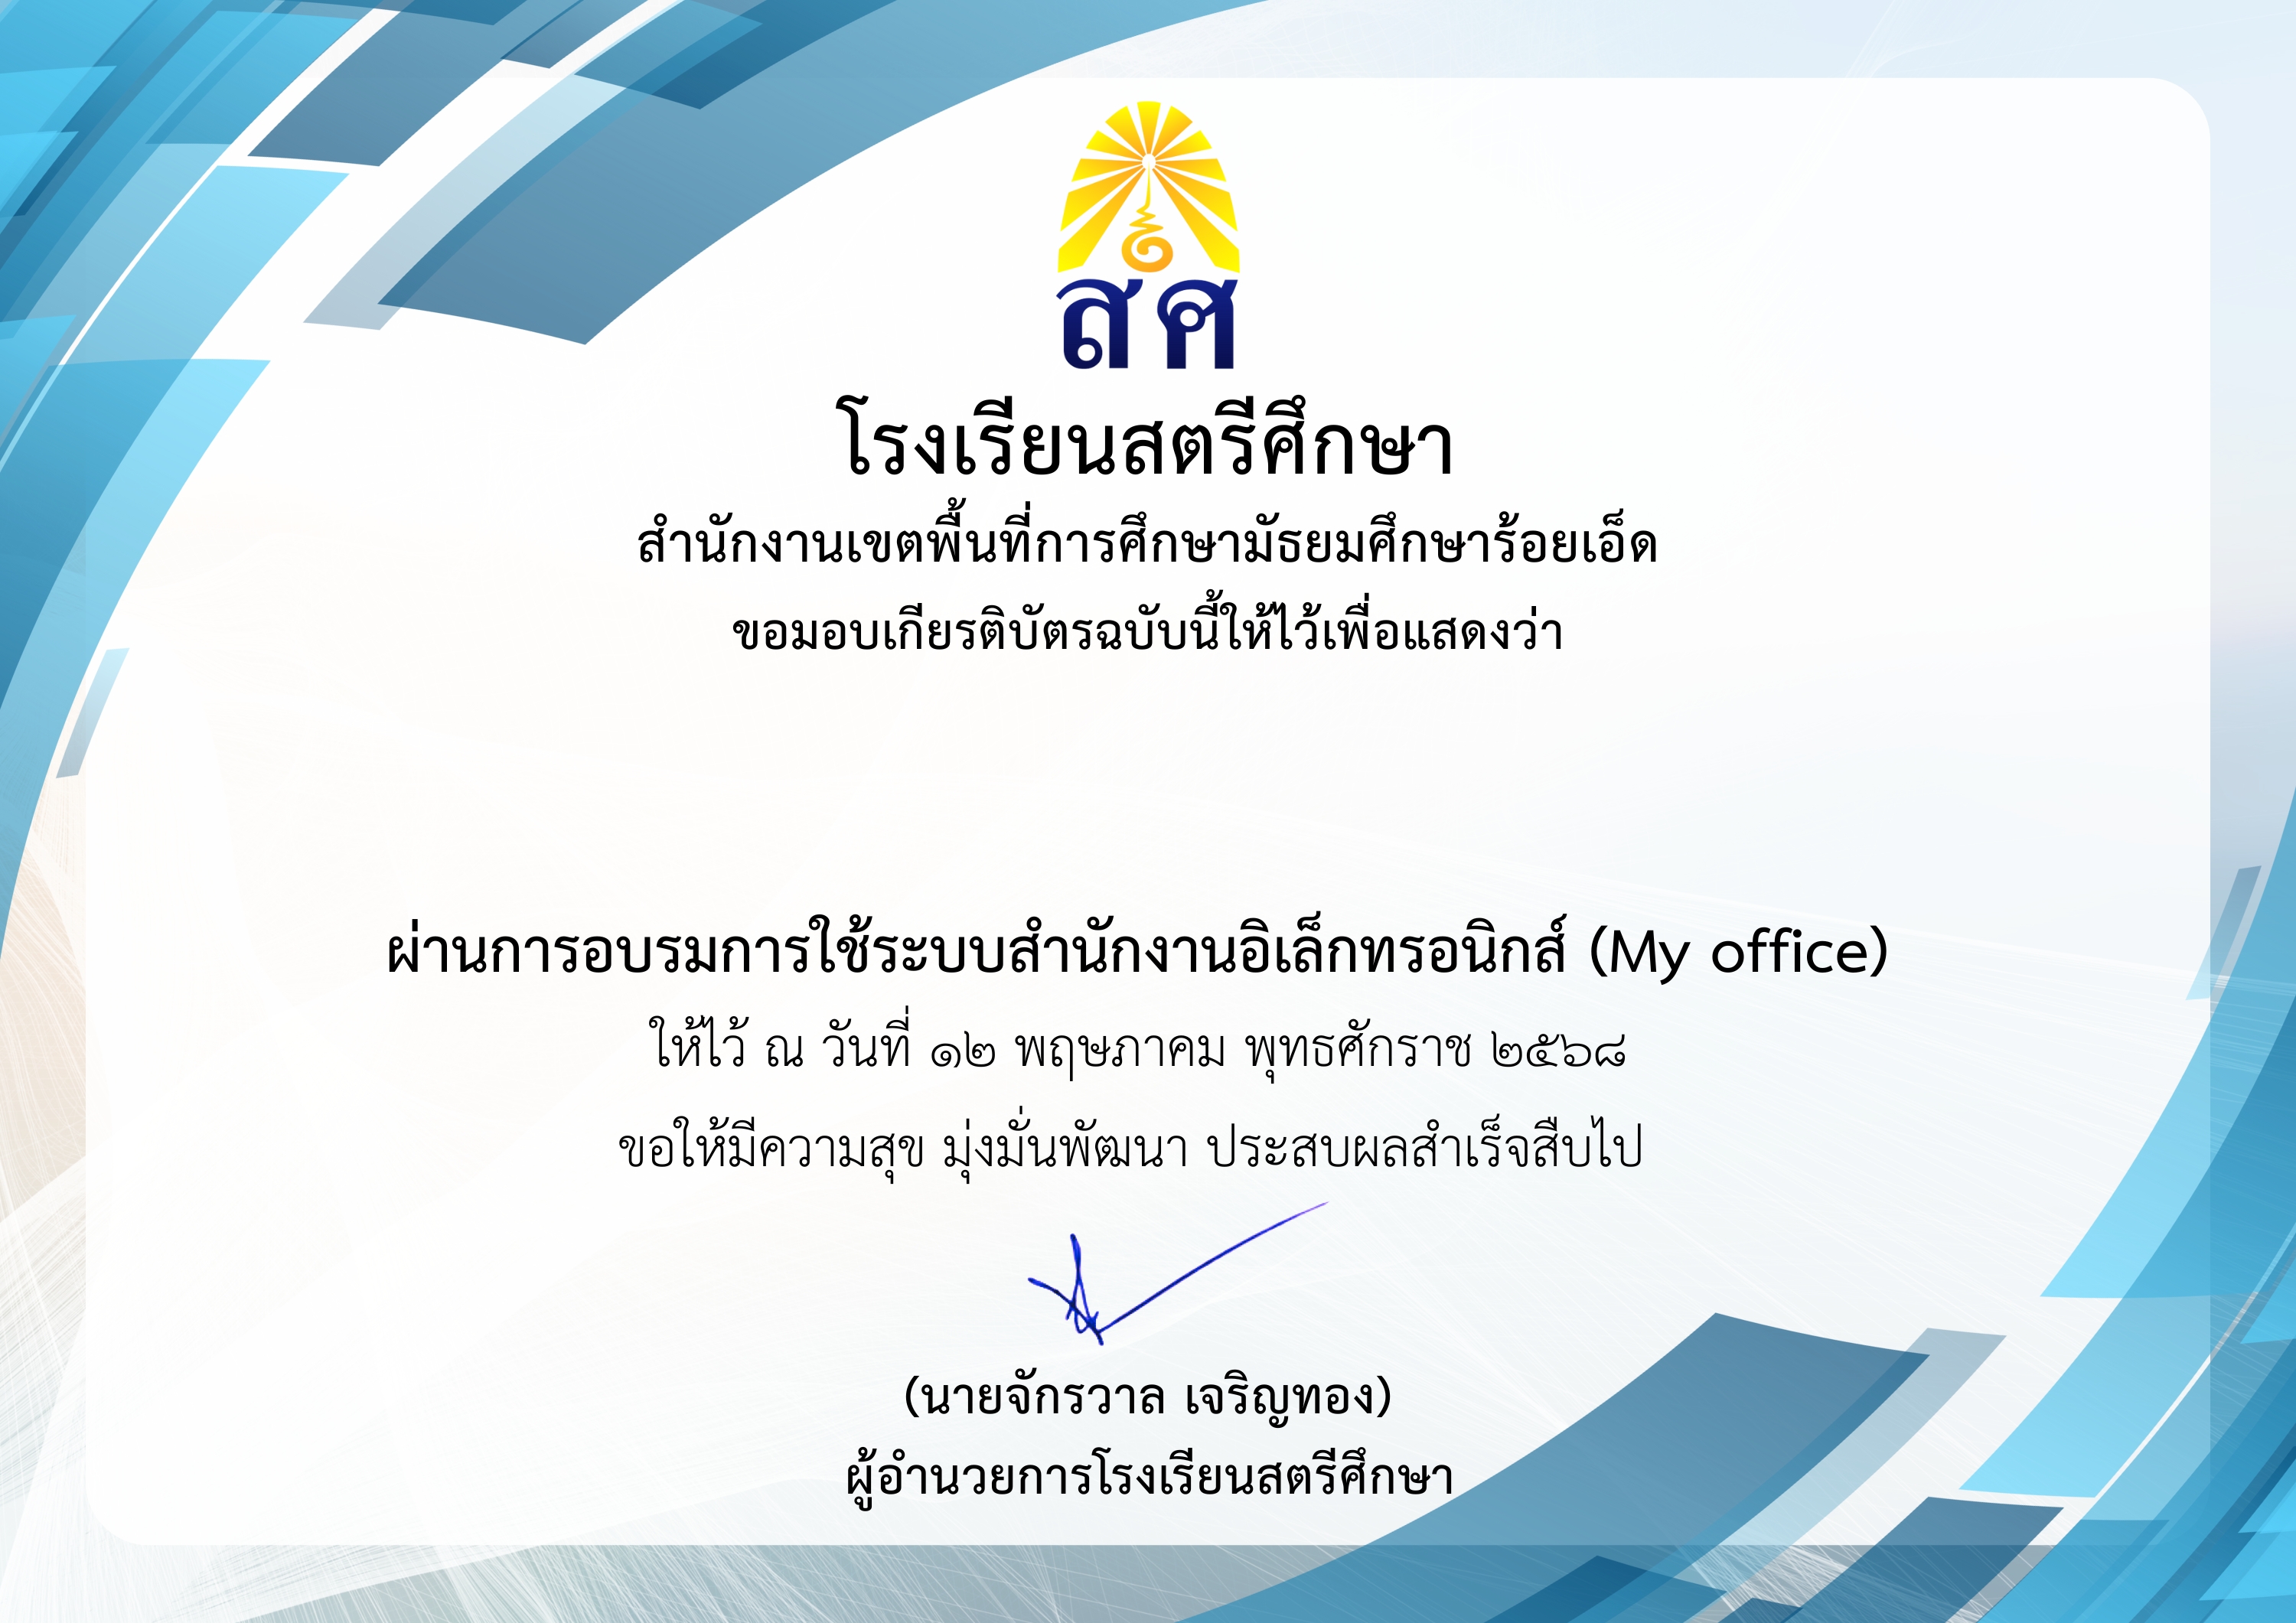 สศ
โรงเรียนสตรีศึกษา
สำนักงานเขตพื้นที่การศึกษามัธยมศึกษาร้อยเอ็ด
ขอมอบเกียรติบัตรฉบับนี้ให้ไว้เพื่อแสดงว่า
ผ่านการอบรมการใช้ระบบสำนักงานอิเล็กทรอนิกส์ (My office)
ให้ไว้ ณ วันที่ ๑๒ พฤษภาคม พุทธศักราช ๒๕๖๘
ขอให้มีความสุข มุ่งมั่นพัฒนา ประสบผลสำเร็จสืบไป
(นายจักรวาล เจริญทอง)
ผู้อำนวยการโรงเรียนสตรีศึกษา